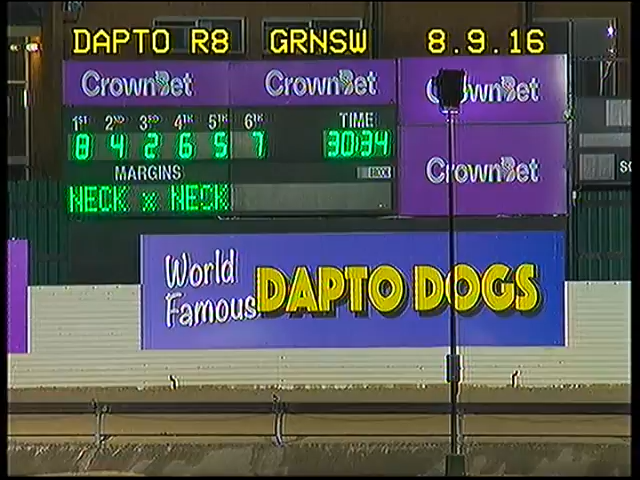 DAPTO R8 GRNSW 8.9.16
CrownBet CrownBet CrownBet
1ST 2ND 3RD 4TH 5TH 6TH TIME
8 4 2 6 5 7 30:34
MARGINS
NECK x NECK
CrownBet
World Famous DAPTO DOGS